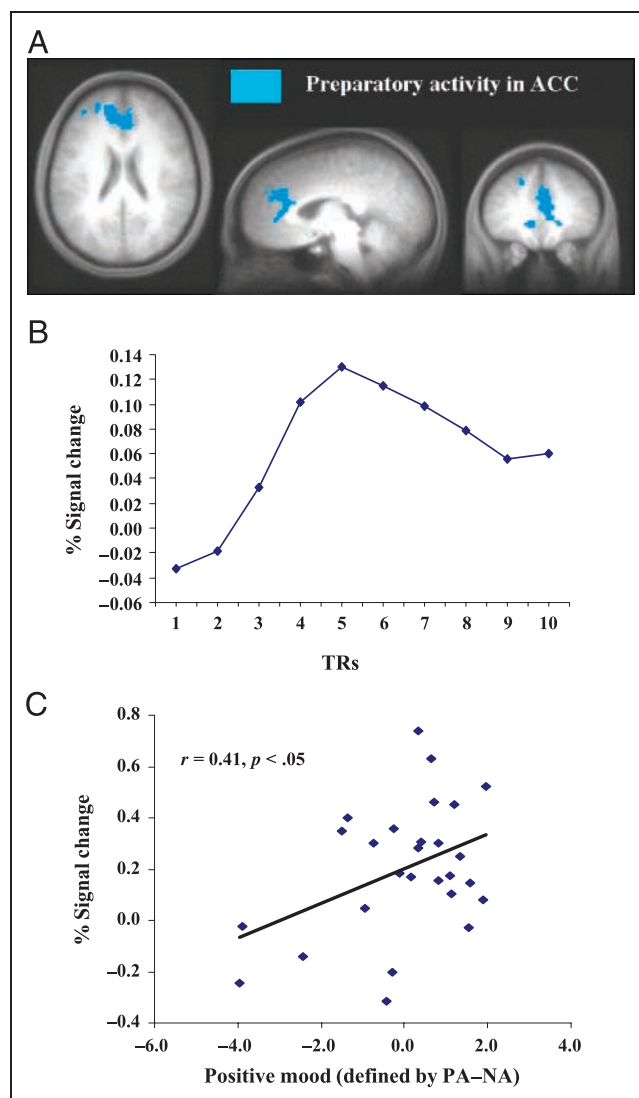 A
Preparatory activity in ACC
B
% Signal change
0.14
0.12
0.10
0.08
0.06
0.04
0.02
0.00
−0.02
−0.04
−0.06
1 2 3 4 5 6 7 8 9 10
TRs
C
% Signal change
0.8
0.6
0.4
0.2
0.0
−0.2
−0.4
r = 0.41, p < .05
−6.0 −4.0 −2.0 0.0 2.0 4.0
Positive mood (defined by PA–NA)